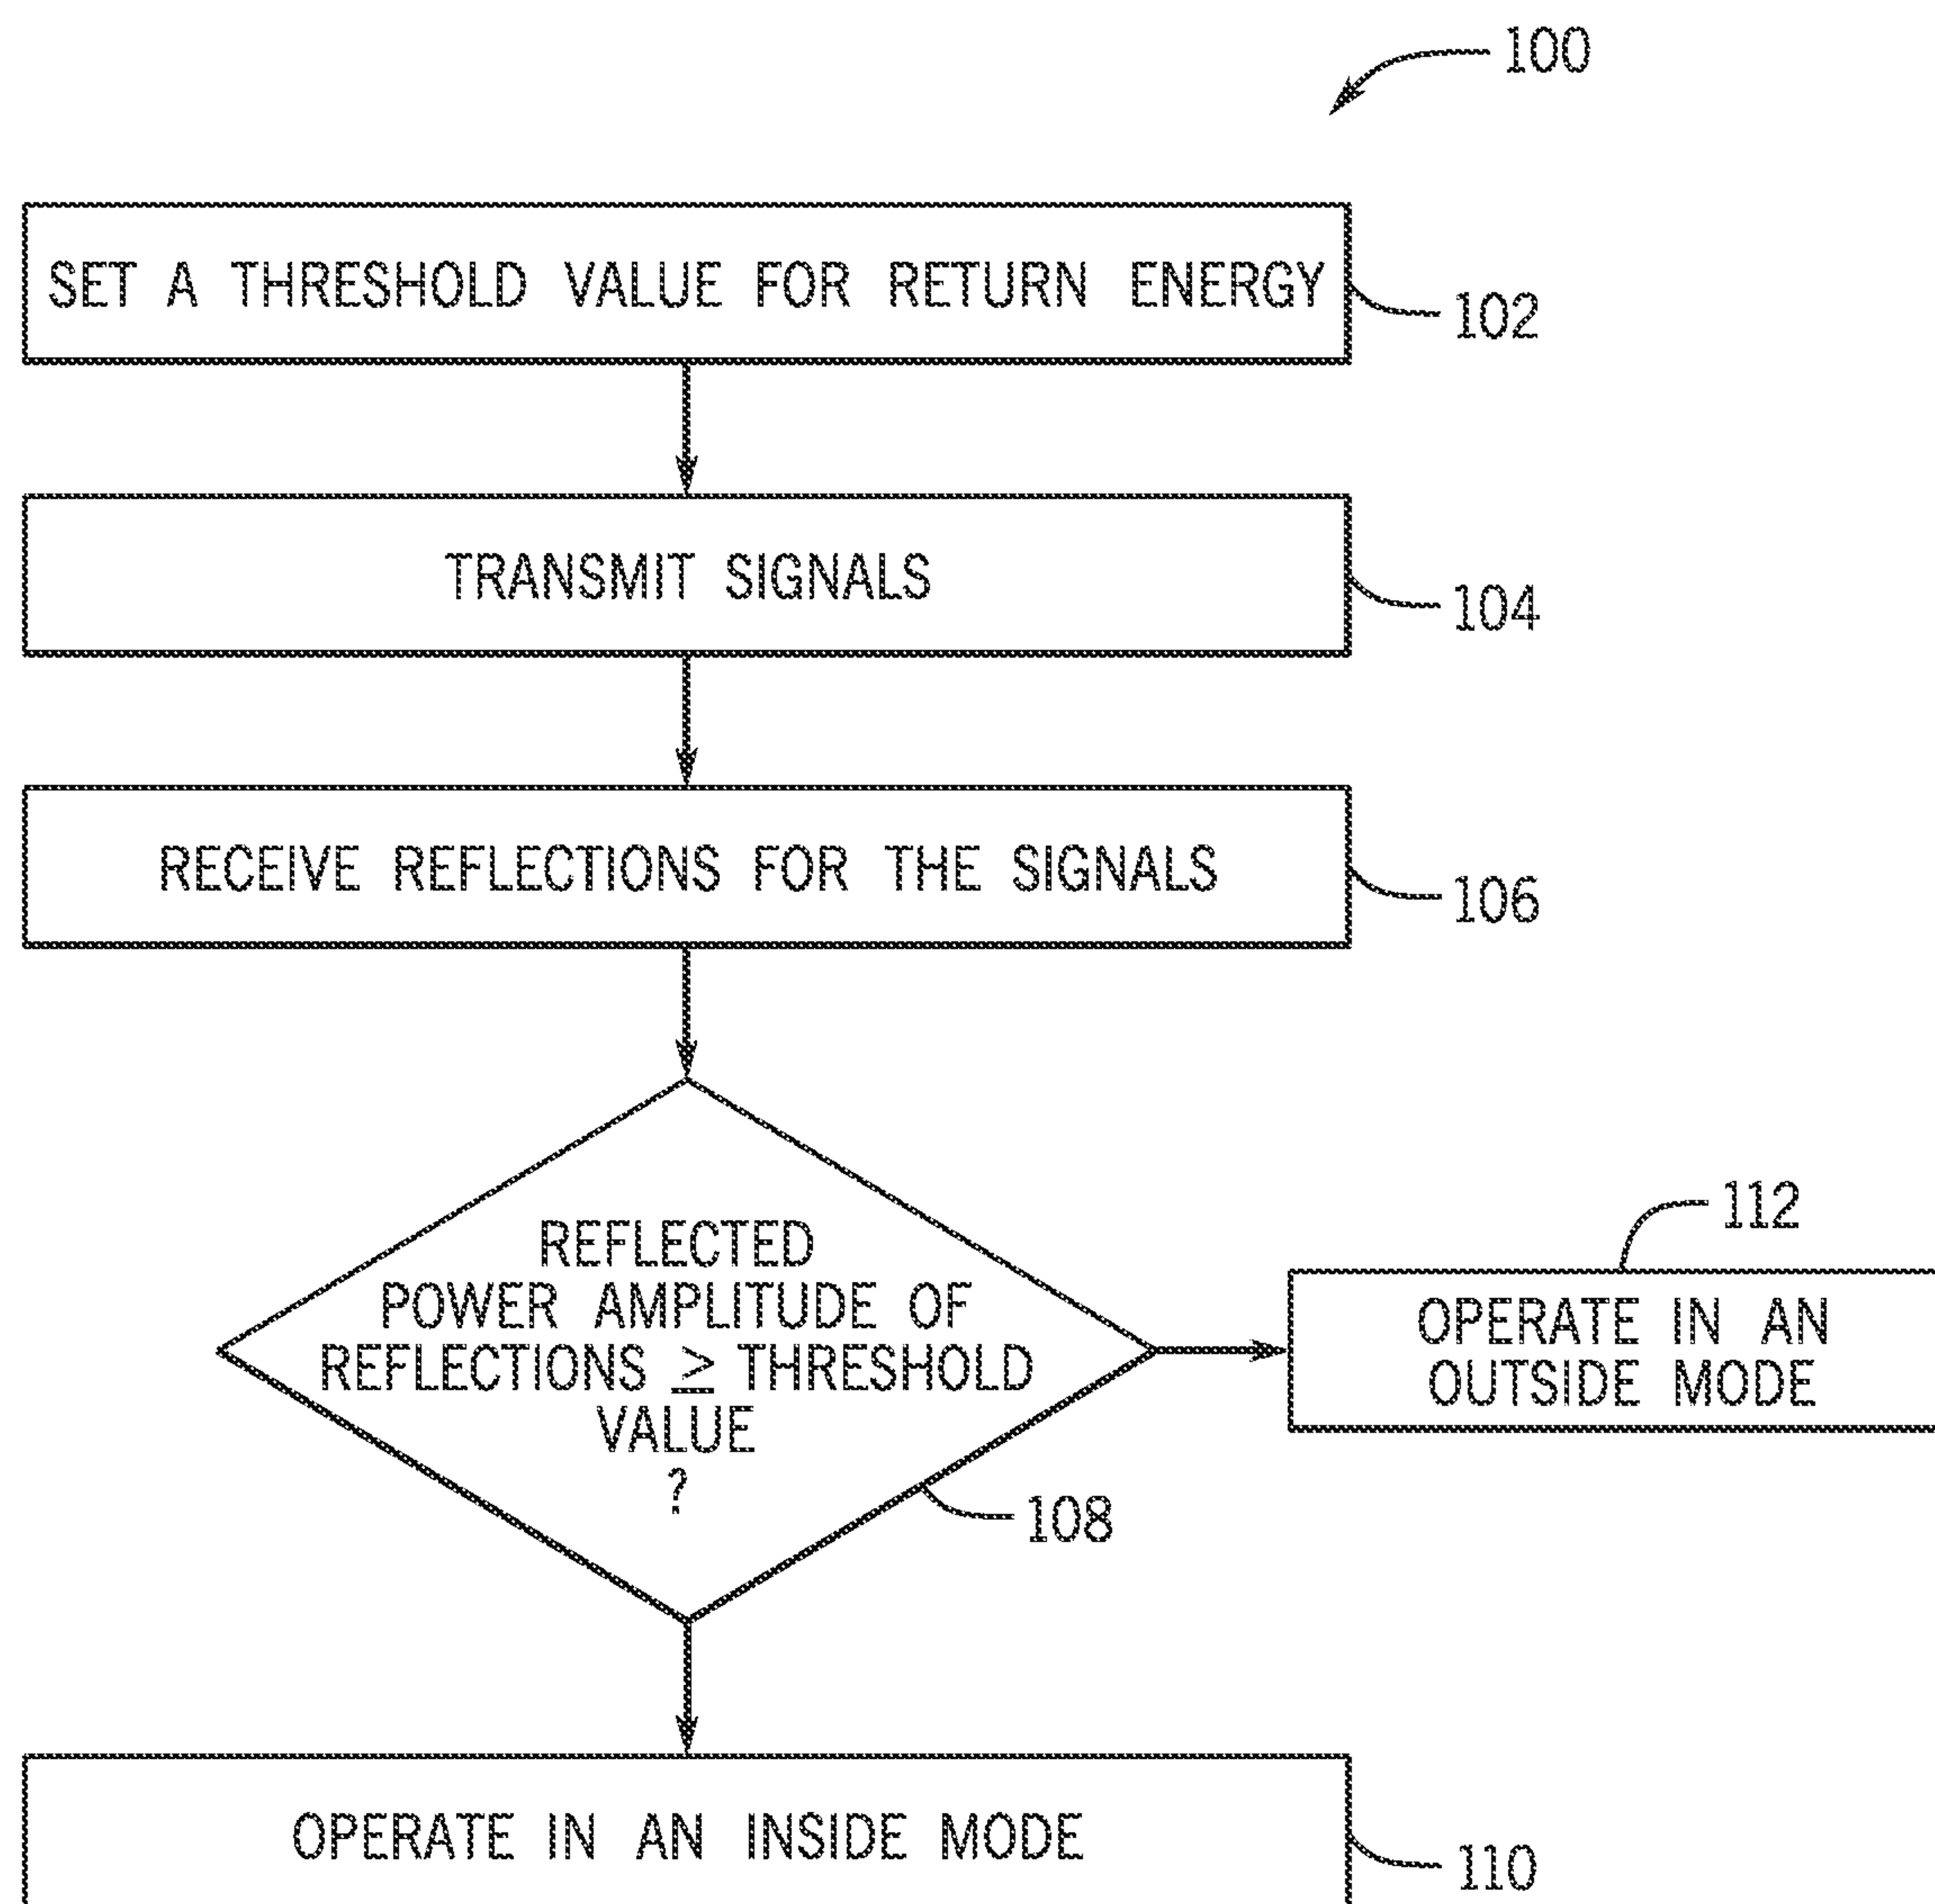 100
SET A THRESHOLD VALUE FOR RETURN ENERGY
102
TRANSMIT SIGNALS
104
RECEIVE REFLECTIONS FOR THE SIGNALS
106
REFLECTED
POWER AMPLITUDE OF
REFLECTIONS ≥ THRESHOLD
VALUE
?
108
112
OPERATE IN AN
OUTSIDE MODE
OPERATE IN AN INSIDE MODE
110